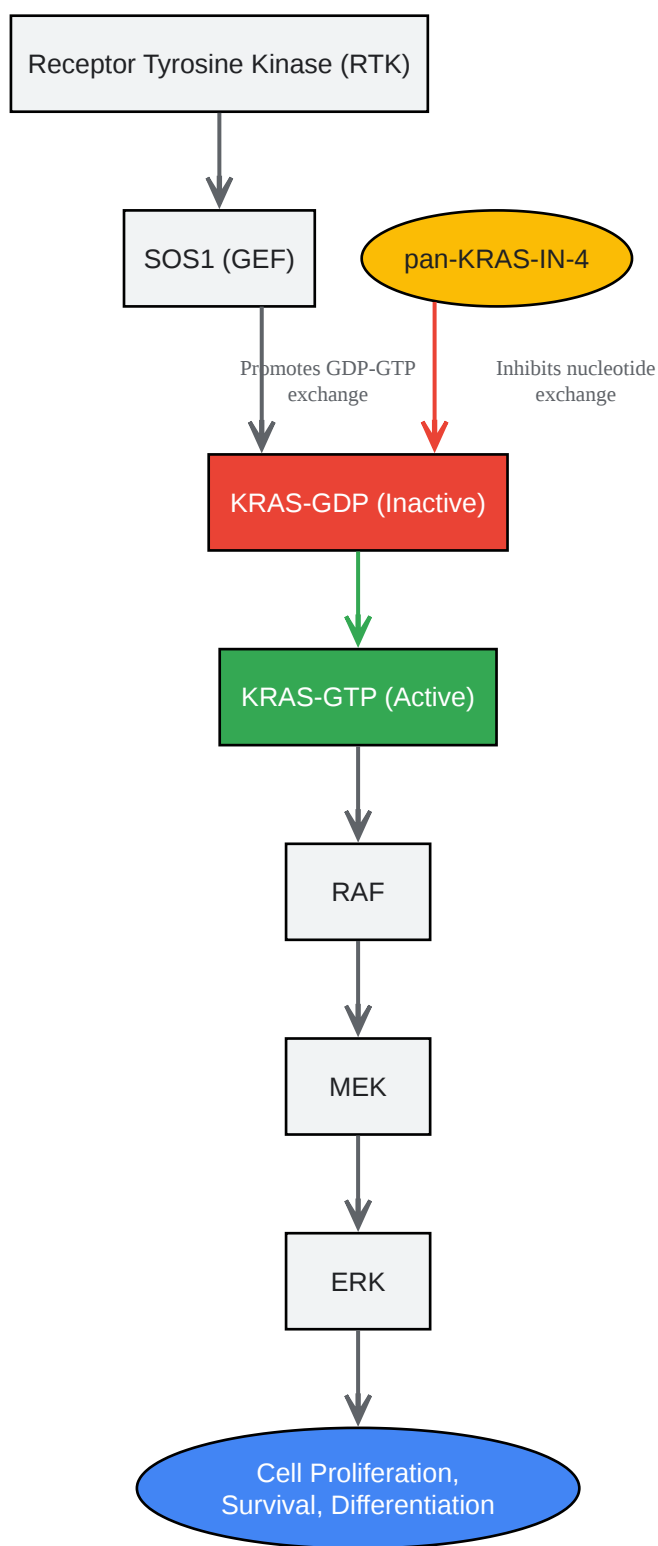 Receptor Tyrosine Kinase (RTK)
SOS1 (GEF)
pan-KRAS-IN-4
Promotes GDP-GTP
exchange
Inhibits nucleotide
exchange
KRAS-GDP (Inactive)
KRAS-GTP (Active)
RAF
MEK
ERK
Cell Proliferation,
Survival, Differentiation